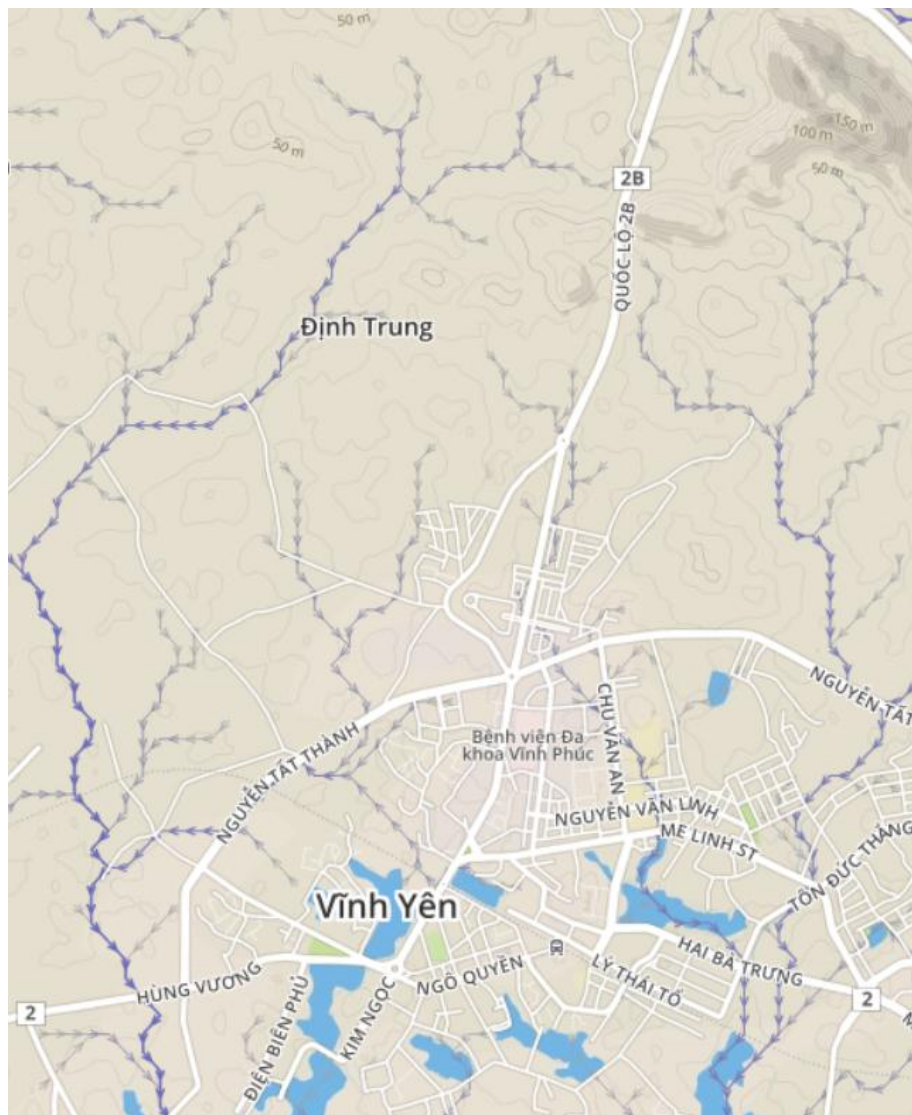 50 m
150 m
100 m
50 m
50 m
2B
QUỐC LỘ 2B
Định Trung
NGUYỄN TẤT
CHU VĂN AN
Bệnh viện Đa
khoa Vĩnh Phúc
NGUYỄN TẤT THÀNH
NGUYỄN VĂN LINH
ME LINH ST
TÔN ĐỨC THẮNG
Vĩnh Yên
HAI BÀ TRƯNG
HÙNG VƯƠNG
NGÔ QUYỀN
LÝ THÁI TỔ
ĐIỆN BIÊN PHỦ
KIM NGỌC
2
2